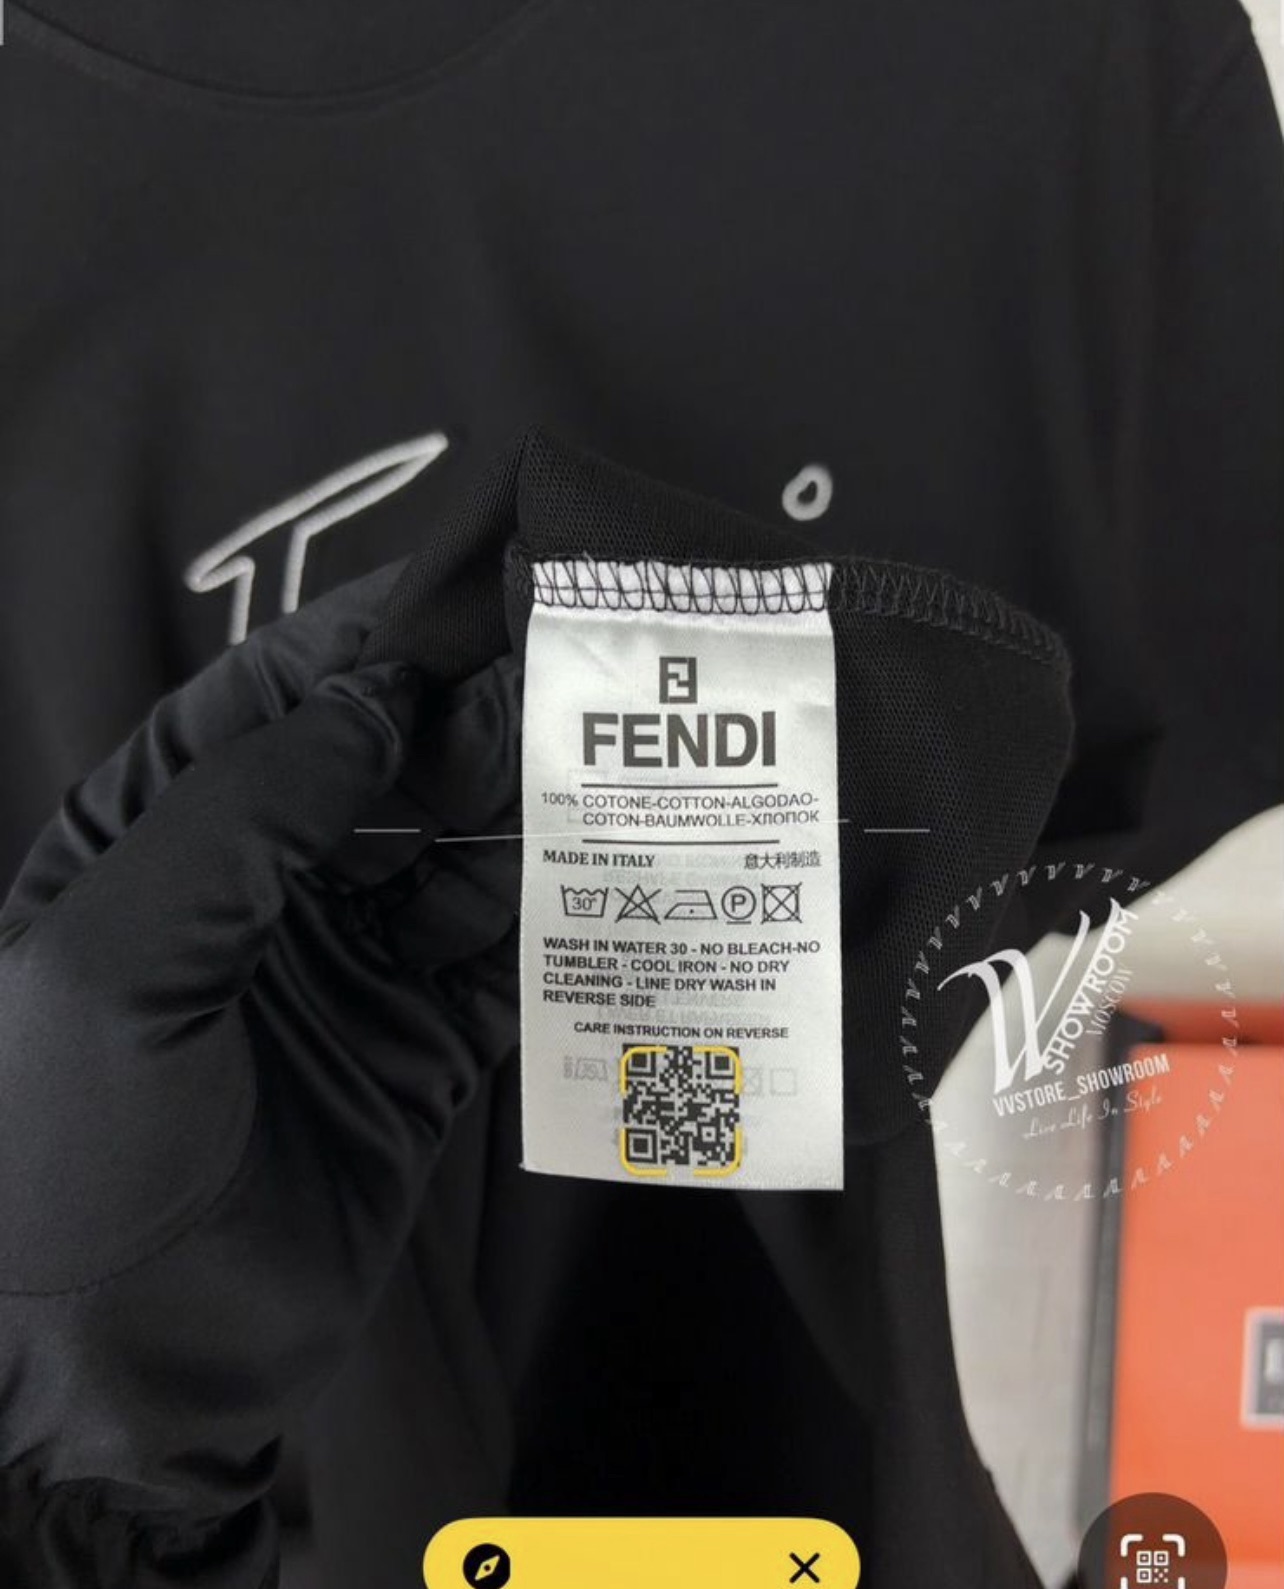 FENDI
100% COTONE-COTTON-ALGODAO-
COTON-BAUMWOLLE-ХЛОПОК
MADE IN ITALY 意大利制造
30°
P
WASH IN WATER 30 - NO BLEACH-NO
TUMBLER - COOL IRON - NO DRY
CLEANING - LINE DRY WASH IN
REVERSE SIDE
CARE INSTRUCTION ON REVERSE
SHOWROOM
MOSCOW
VVSTORE_SHOWROOM
Live Life In Style